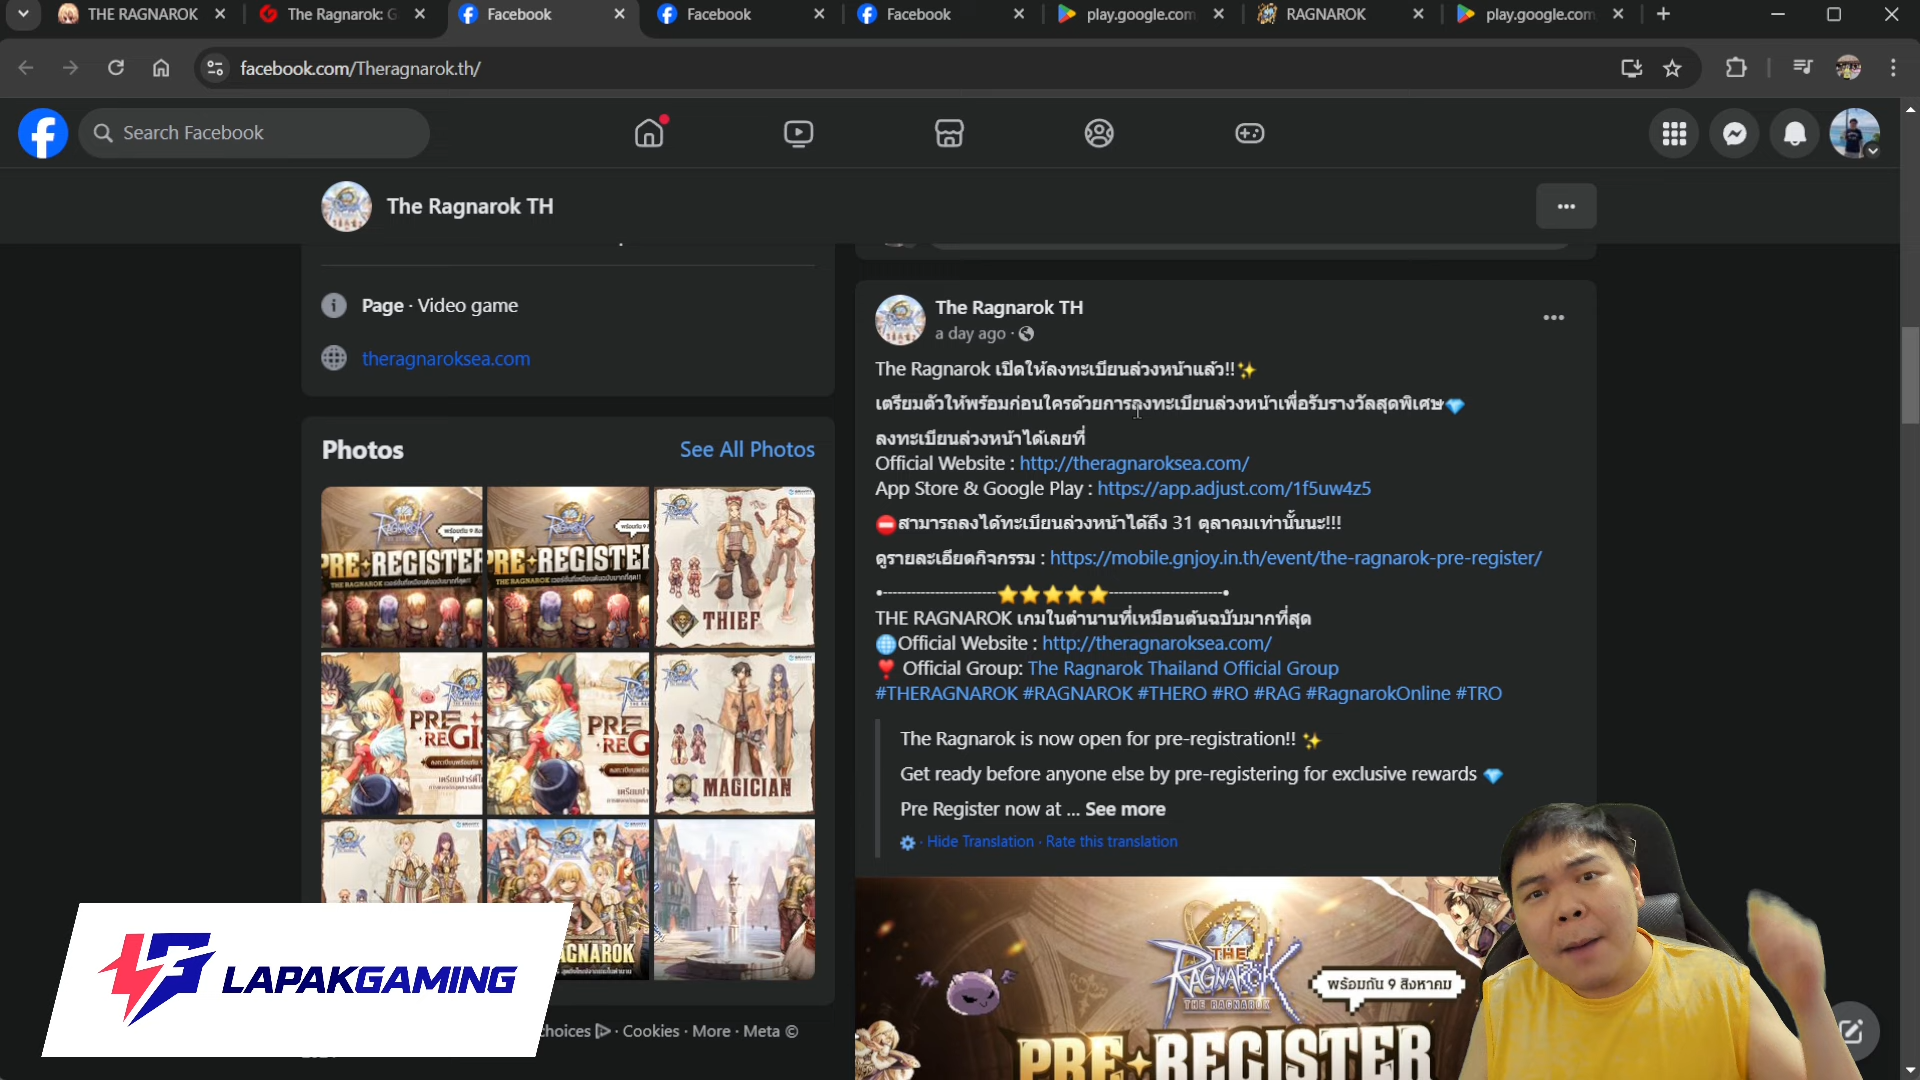 THE RAGNAROK
The Ragnarok: G
Facebook
Facebook
Facebook
play.google.com
RAGNAROK
play.google.com
facebook.com/Theragnarok.th/
Search Facebook
The Ragnarok TH
Page · Video game
theragnaroksea.com
Photos
See All Photos
PRE-REGISTER
PRE-REGISTER
THIEF
PRE
REGI
PRE
REG
MAGICIAN
AGNAROK
LAPAKGAMING
choices · Cookies · More · Meta ©
The Ragnarok TH
a day ago ·
The Ragnarok เปิดให้ลงทะเบียนล่วงหน้าแล้ว!!✨
เตรียมตัวให้พร้อมก่อนใครด้วยการลงทะเบียนล่วงหน้าเพื่อรับรางวัลสุดพิเศษ💎
ลงทะเบียนล่วงหน้าได้เลยที่
Official Website : http://theragnaroksea.com/
App Store & Google Play : https://app.adjust.com/1f5uw4z5
⛔สามารถลงได้ทะเบียนล่วงหน้าได้ถึง 31 ตุลาคมเท่านั้นนะ!!!
ดูรายละเอียดกิจกรรม : https://mobile.gnjoy.in.th/event/the-ragnarok-pre-register/
•-----------------------⭐⭐⭐⭐⭐-----------------------•
THE RAGNAROK เกมในตำนานที่เหมือนต้นฉบับมากที่สุด
🌐Official Website : http://theragnaroksea.com/
❣️ Official Group: The Ragnarok Thailand Official Group
#THERAGNAROK #RAGNAROK #THERO #RO #RAG #RagnarokOnline #TRO
The Ragnarok is now open for pre-registration!! ✨
Get ready before anyone else by pre-registering for exclusive rewards 💎
Pre Register now at ... See more
· Hide Translation · Rate this translation
THE
RAGNAROK
THE RAGNAROK
พร้อมกัน 9 สิงหาคม
PRE-REGISTER